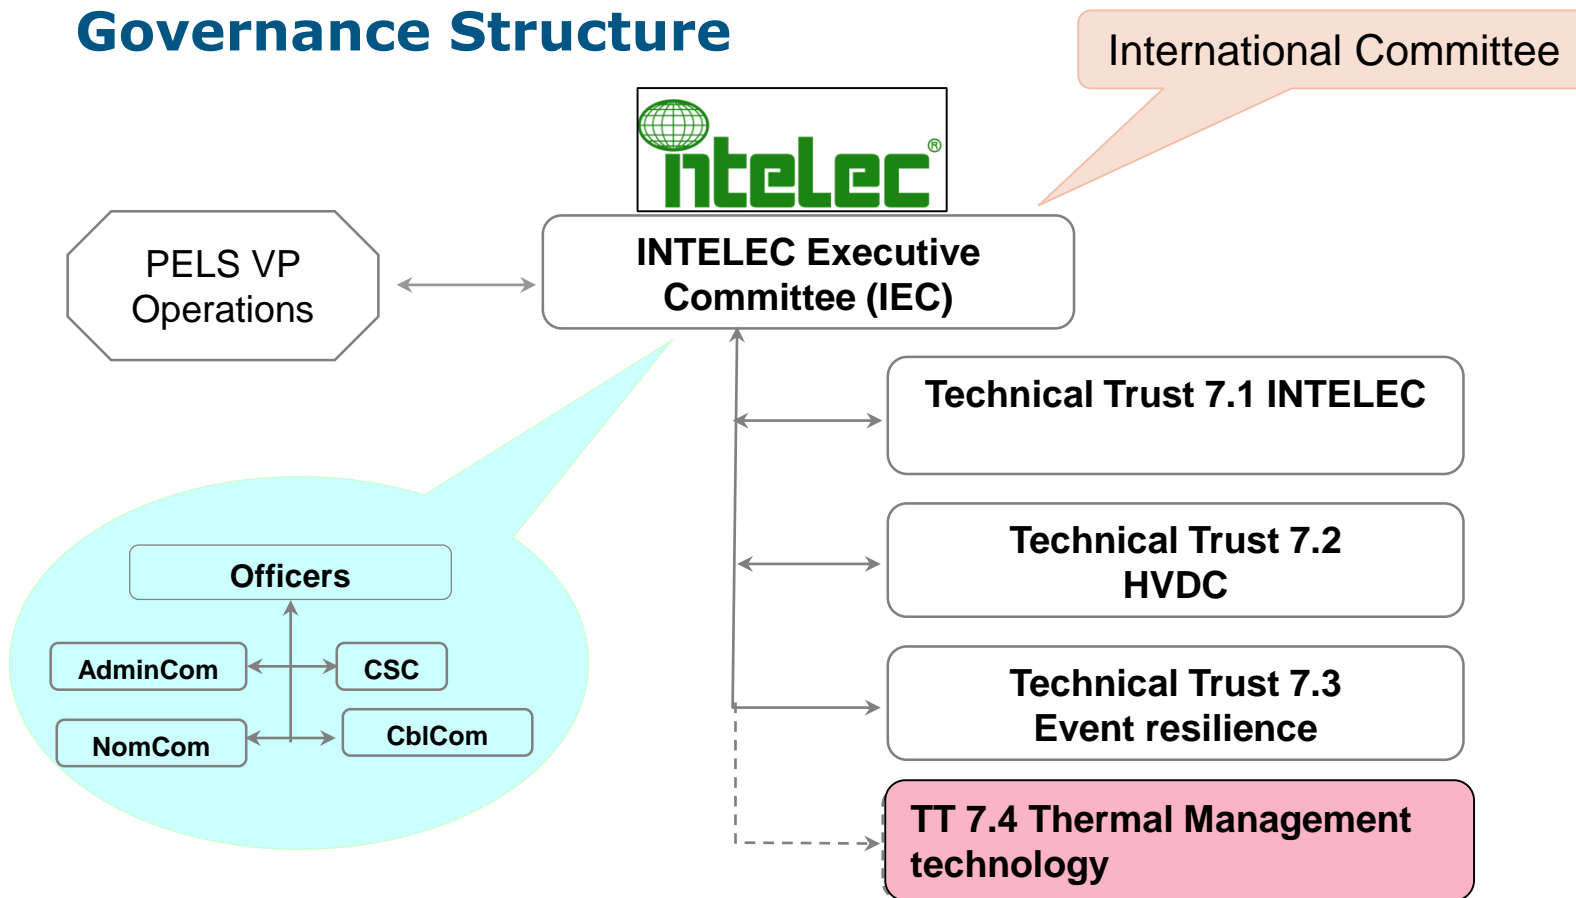 Governance Structure
International Committee
intelec®
INTELEC Executive
Committee (IEC)
PELS VP
Operations
Technical Trust 7.1 INTELEC
Technical Trust 7.2
HVDC
Technical Trust 7.3
Event resilience
TT 7.4 Thermal Management
technology
Officers
AdminCom
CSC
NomCom
CblCom